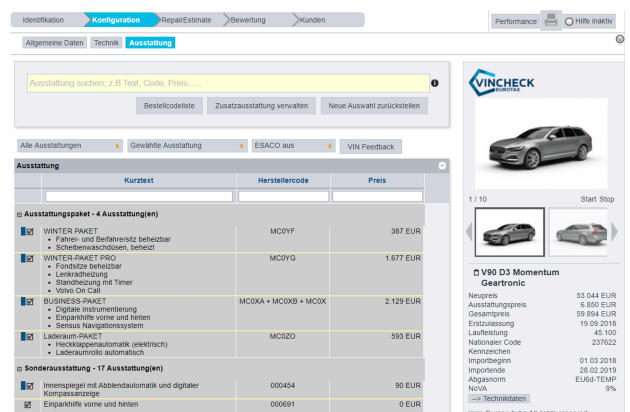 Identifikation Konfiguration RepairEstimate Bewertung Kunden
Performance Hilfe inaktiv
Allgemeine Daten Technik Ausstattung
Ausstattung suchen, z.B Text, Code, Preis......
Bestellcodeliste Zusatzausstattung verwalten Neue Auswahl zurückstellen
Alle Ausstattungen Gewählte Ausstattung ESACO aus VIN Feedback
Ausstattung
Kurztext Herstellercode Preis
Ausstattungspaket - 4 Ausstattung(en)
WINTER PAKET MC0YF 387 EUR
• Fahrer- und Beifahrersitz beheizbar
• Scheibenwaschdüsen, beheizt
WINTER-PAKET PRO MC0YG 1.677 EUR
• Fondsitze beheizbar
• Lenkradheizung
• Standheizung mit Timer
• Volvo On Call
BUSINESS-PAKET MC0XA + MC0XB + MC0X 2.129 EUR
• Digitale Instrumentierung
• Einparkhilfe vorne und hinten
• Sensus Navigationssystem
Laderaum-PAKET MC0ZO 593 EUR
• Heckklappenautomatik (elektrisch)
• Laderaumrollo automatisch
Sonderausstattung - 17 Ausstattung(en)
Innenspiegel mit Abblendautomatik und digitaler 000454 90 EUR
Kompassanzeige
Einparkhilfe vorne und hinten 000691 0 EUR
VINCHECK
EUROTAX
1 / 10 Start Stop
V90 D3 Momentum
Geartronic
Neupreis 53.044 EUR
Ausstattungspreis 6.850 EUR
Gesamtpreis 59.894 EUR
Erstzulassung 19.09.2018
Laufleistung 45.100
Nationaler Code 237622
Kennzeichen
Importbeginn 01.03.2018
Importende 28.02.2019
Abgasnorm EU6d-TEMP
NoVA 9%
--> Technikdaten